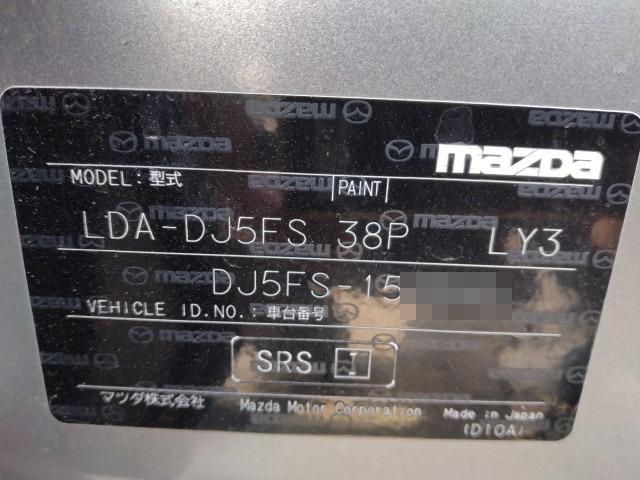 mazda
MODEL:型式 PAINT
LDA-DJ5FS 38P LY3
DJ5FS-15
VEHICLE ID.NO.:車台番号
SRS I
マツダ株式会社 Mazda Motor Corporation Made in Japan
(D10A)